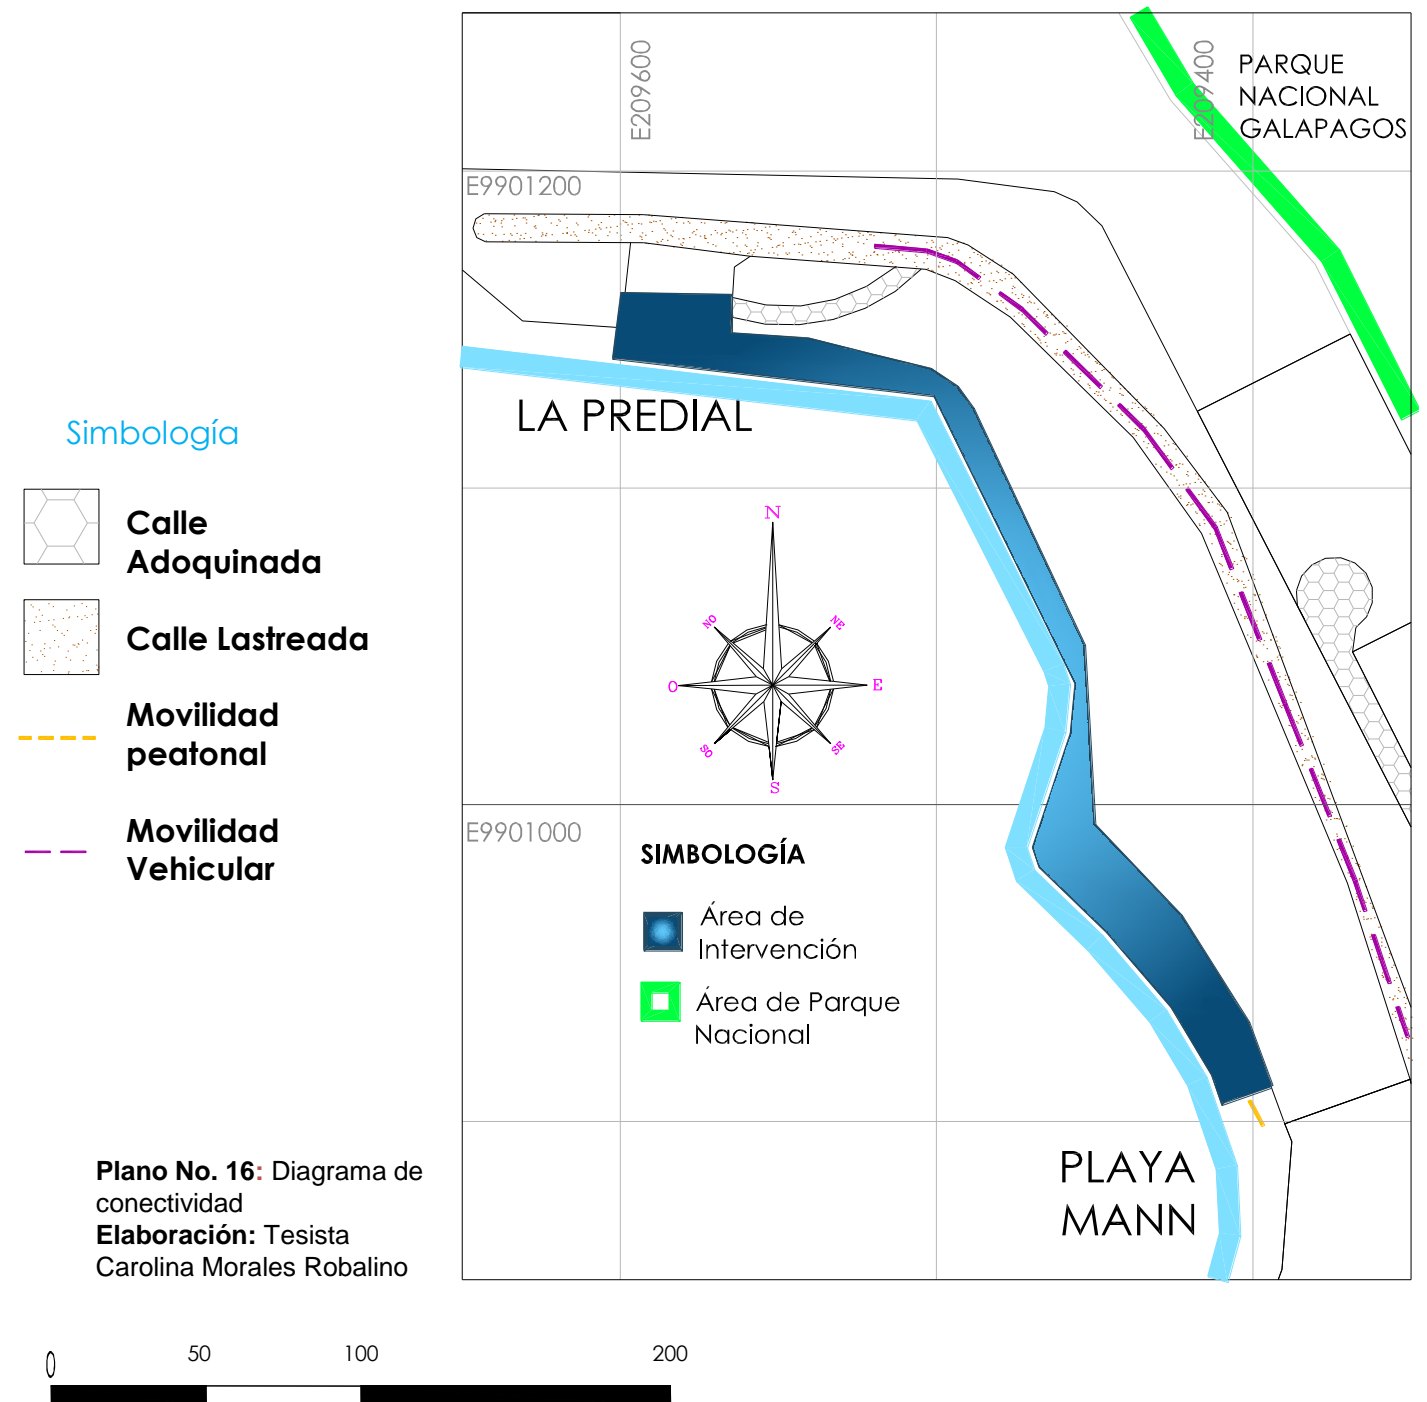 E209600
E209400
PARQUE
NACIONAL
GALAPAGOS
E9901200
LA PREDIAL
Simbología
Calle
Adoquinada
Calle Lastreada
Movilidad
peatonal
Movilidad
Vehicular
N
NO
NE
O
E
SO
SE
S
E9901000
SIMBOLOGÍA
Área de
Intervención
Área de Parque
Nacional
PLAYA
MANN
Plano No. 16: Diagrama de
conectividad
Elaboración: Tesista
Carolina Morales Robalino
0 50 100 200